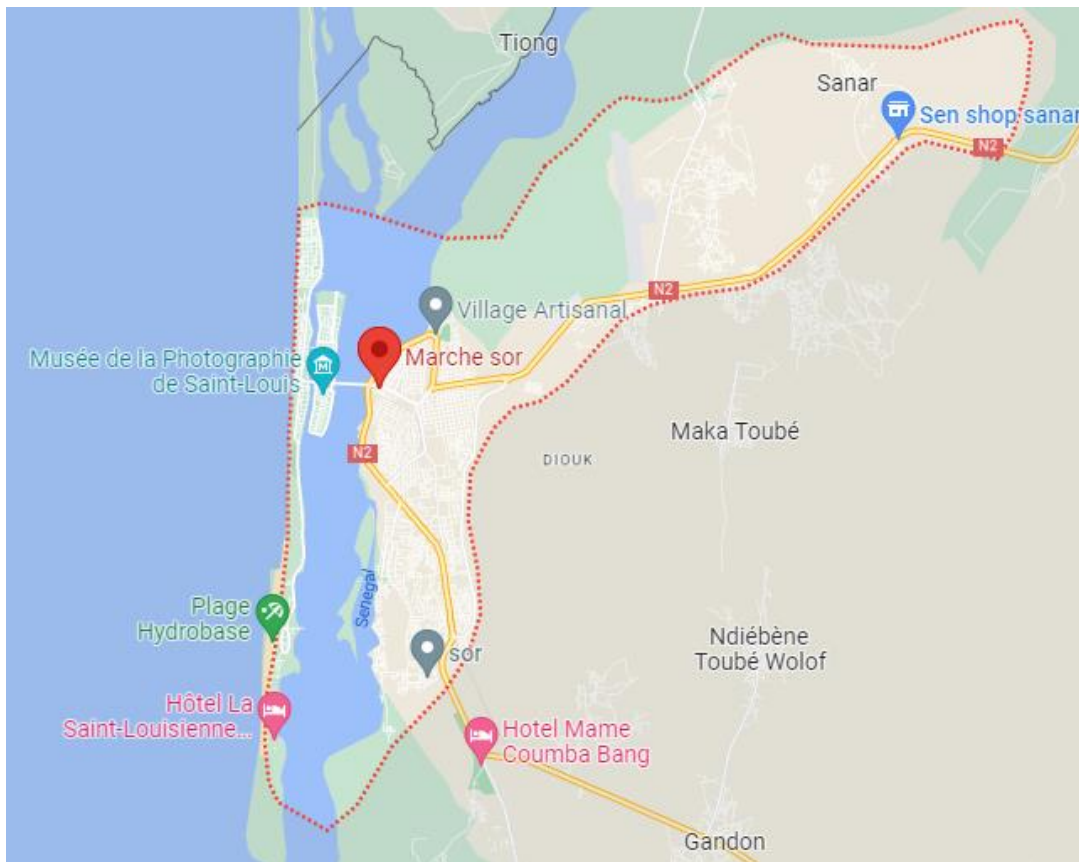 Tiong
Sanar
Sen shop sanar
N2
N2
Village Artisanal
Musée de la Photographie
de Saint-Louis
Marche sor
Maka Toubé
N2
DIOUK
Senegal
Plage
Hydrobase
Ndiébène
Toubé Wolof
sor
Hôtel La
Saint-Louisienne...
Hotel Mame
Coumba Bang
Gandon